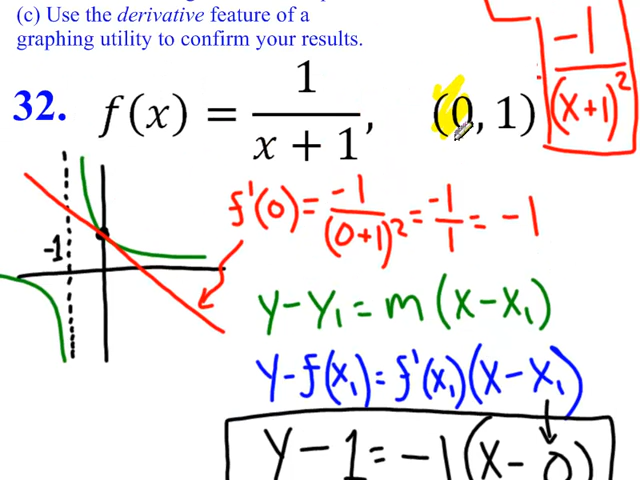 (c) Use the derivative feature of a
graphing utility to confirm your results.
-1/(x+1)²
32. f(x) = 1/(x + 1), (0, 1)
f'(0) = -1/(0+1)² = -1/1 = -1
-1
y-y₁=m(x-x₁)
y-f(x₁)=f'(x₁)(x-x₁)
y-1=-1(x-0)